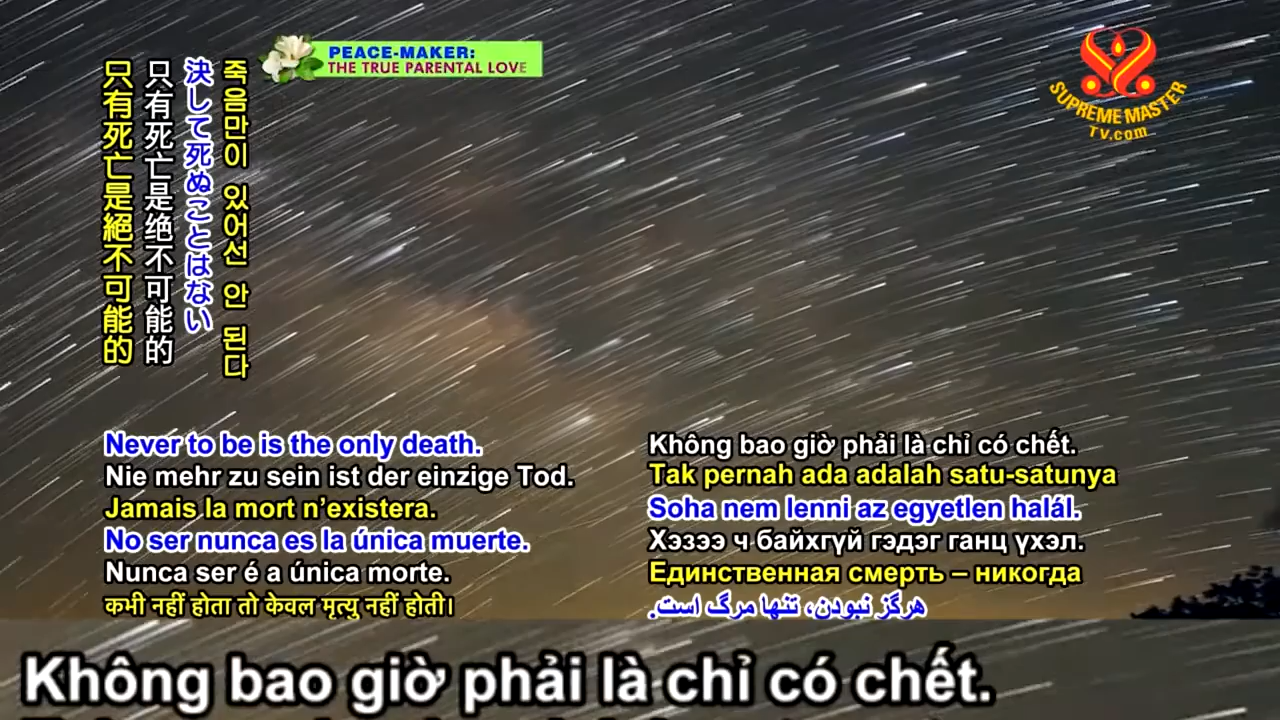 PEACE-MAKER:
THE TRUE PARENTAL LOVE
SUPREME MASTER
TV.com
죽음만이 있어선 안 된다
決して死ぬことはない
只有死亡是绝不可能的
只有死亡是絕不可能的
Never to be is the only death.
Nie mehr zu sein ist der einzige Tod.
Jamais la mort n’existera.
No ser nunca es la única muerte.
Nunca ser é a única morte.
कभी नहीं होता तो केवल मृत्यु नहीं होती।
Không bao giờ phải là chỉ có chết.
Tak pernah ada adalah satu-satunya
Soha nem lenni az egyetlen halál.
Хэзээ ч байхгүй гэдэг ганц үхэл.
Единственная смерть – никогда
هرگز نبودن، تنها مرگ است.
Không bao giờ phải là chỉ có chết.